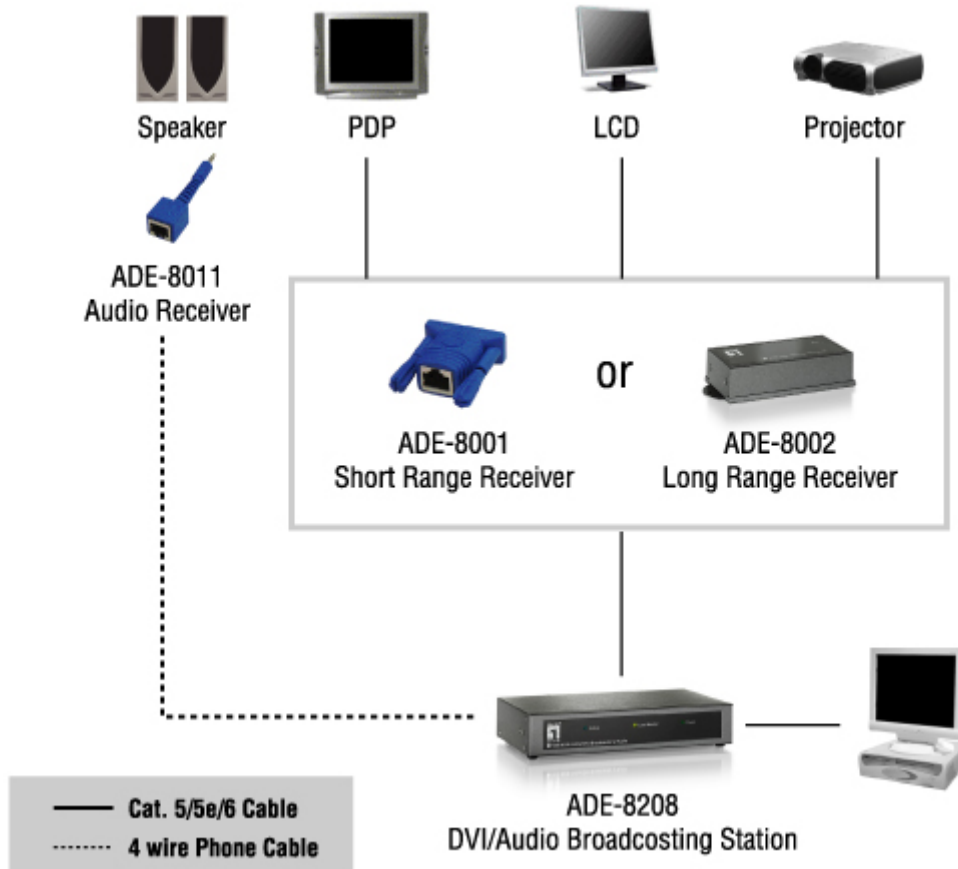 Speaker
PDP
LCD
Projector
ADE-8011
Audio Receiver
or
ADE-8001
Short Range Receiver
ADE-8002
Long Range Receiver
ADE-8208
DVI/Audio Broadcosting Station
Cat. 5/5e/6 Cable
4 wire Phone Cable